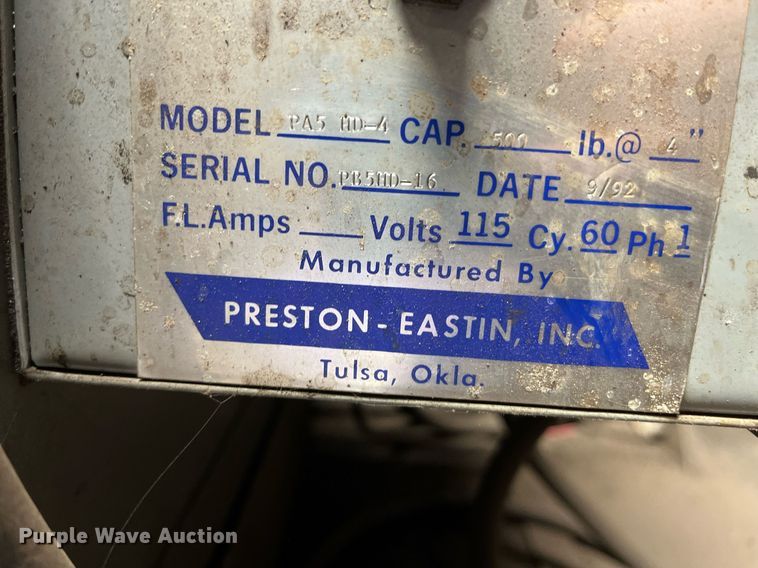 MODEL PA5 HD-4 CAP. 500 lb.@ 4"
SERIAL NO. PB5HD-16 DATE 9/92
F.L.Amps Volts 115 Cy. 60 Ph 1
Manufactured By
PRESTON-EASTIN, INC.
Tulsa, Okla.
Purple Wave Auction®